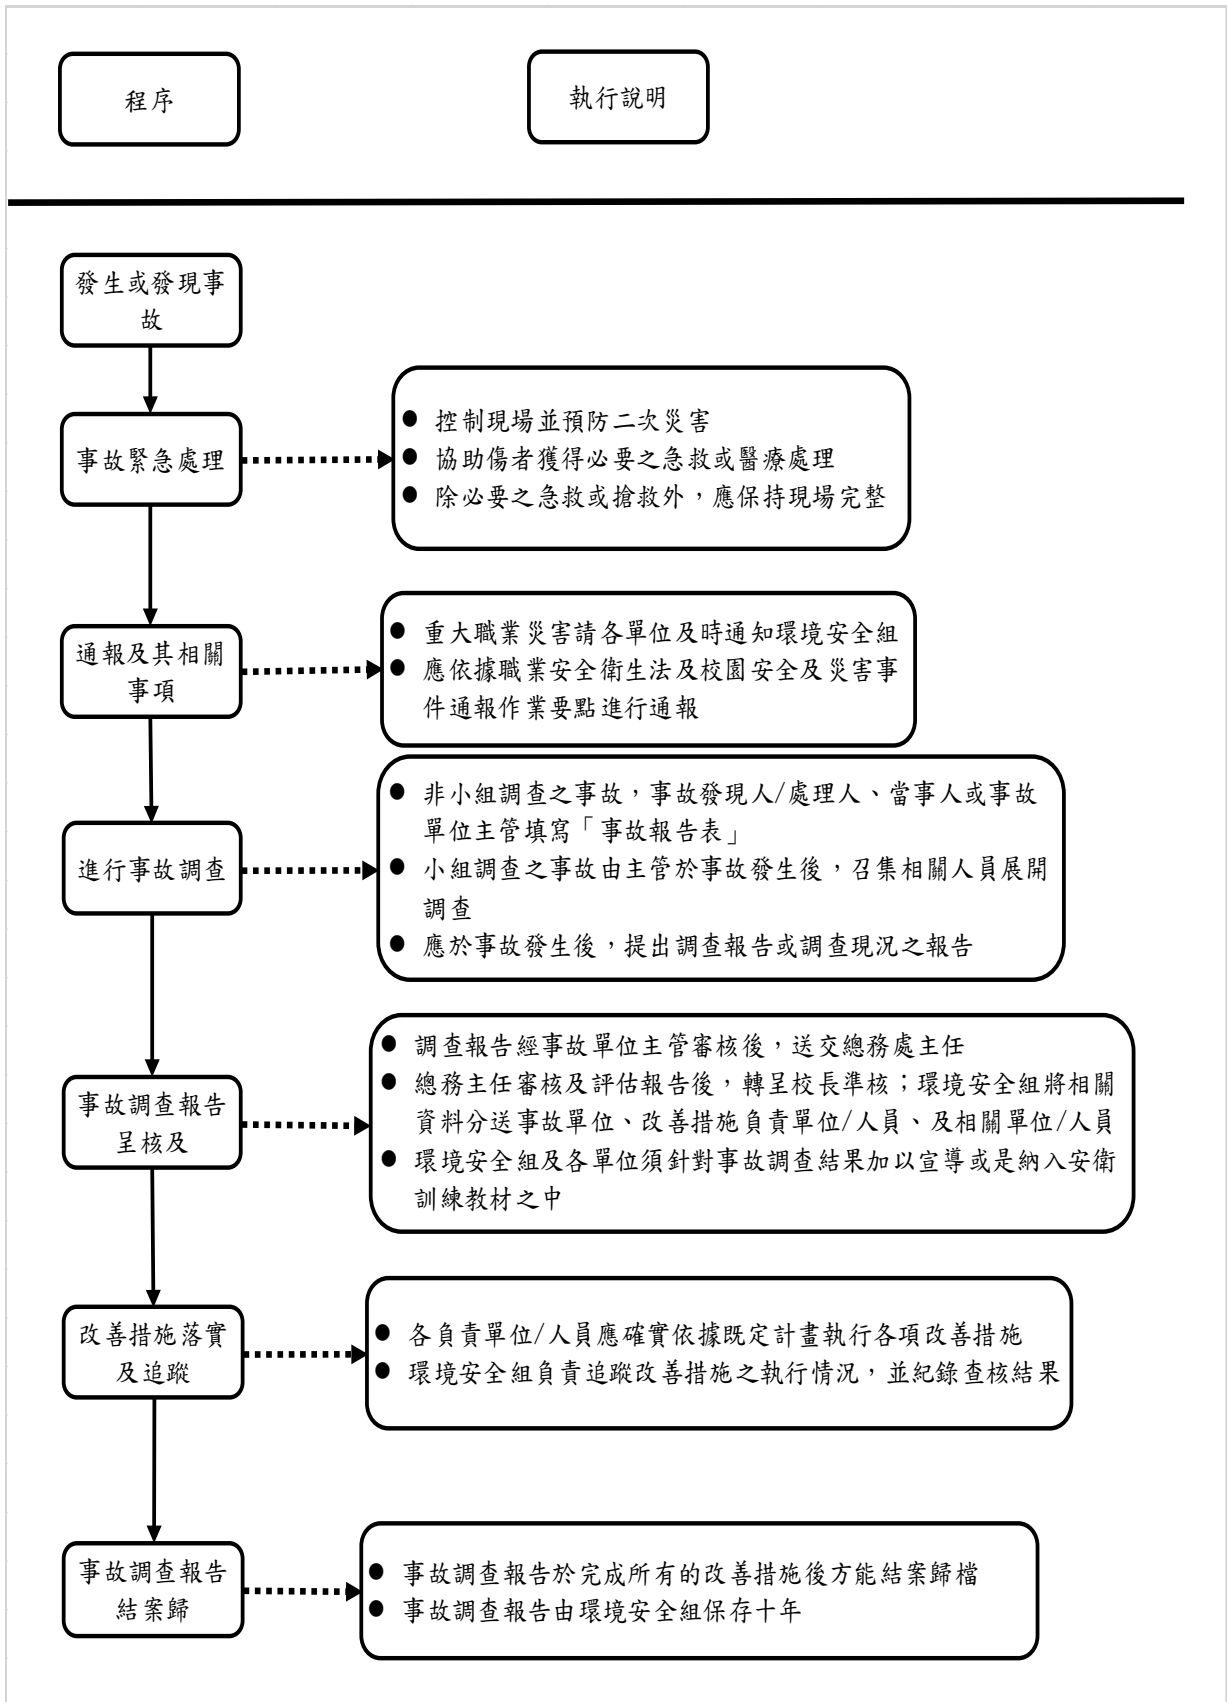 程序
執行說明
發生或發現事
故
事故緊急處理
● 控制現場並預防二次災害
● 協助傷者獲得必要之急救或醫療處理
● 除必要之急救或搶救外，應保持現場完整
通報及其相關
事項
● 重大職業災害請各單位及時通知環境安全組
● 應依據職業安全衛生法及校園安全及災害事
件通報作業要點進行通報
進行事故調查
● 非小組調查之事故，事故發現人/處理人、當事人或事故
單位主管填寫「事故報告表」
● 小組調查之事故由主管於事故發生後，召集相關人員展開
調查
● 應於事故發生後，提出調查報告或調查現況之報告
事故調查報告
呈核及
● 調查報告經事故單位主管審核後，送交總務處主任
● 總務主任審核及評估報告後，轉呈校長準核；環境安全組將相關
資料分送事故單位、改善措施負責單位/人員、及相關單位/人員
● 環境安全組及各單位須針對事故調查結果加以宣導或是納入安衛
訓練教材之中
改善措施落實
及追蹤
● 各負責單位/人員應確實依據既定計畫執行各項改善措施
● 環境安全組負責追蹤改善措施之執行情況，並紀錄查核結果
事故調查報告
結案歸
● 事故調查報告於完成所有的改善措施後方能結案歸檔
● 事故調查報告由環境安全組保存十年